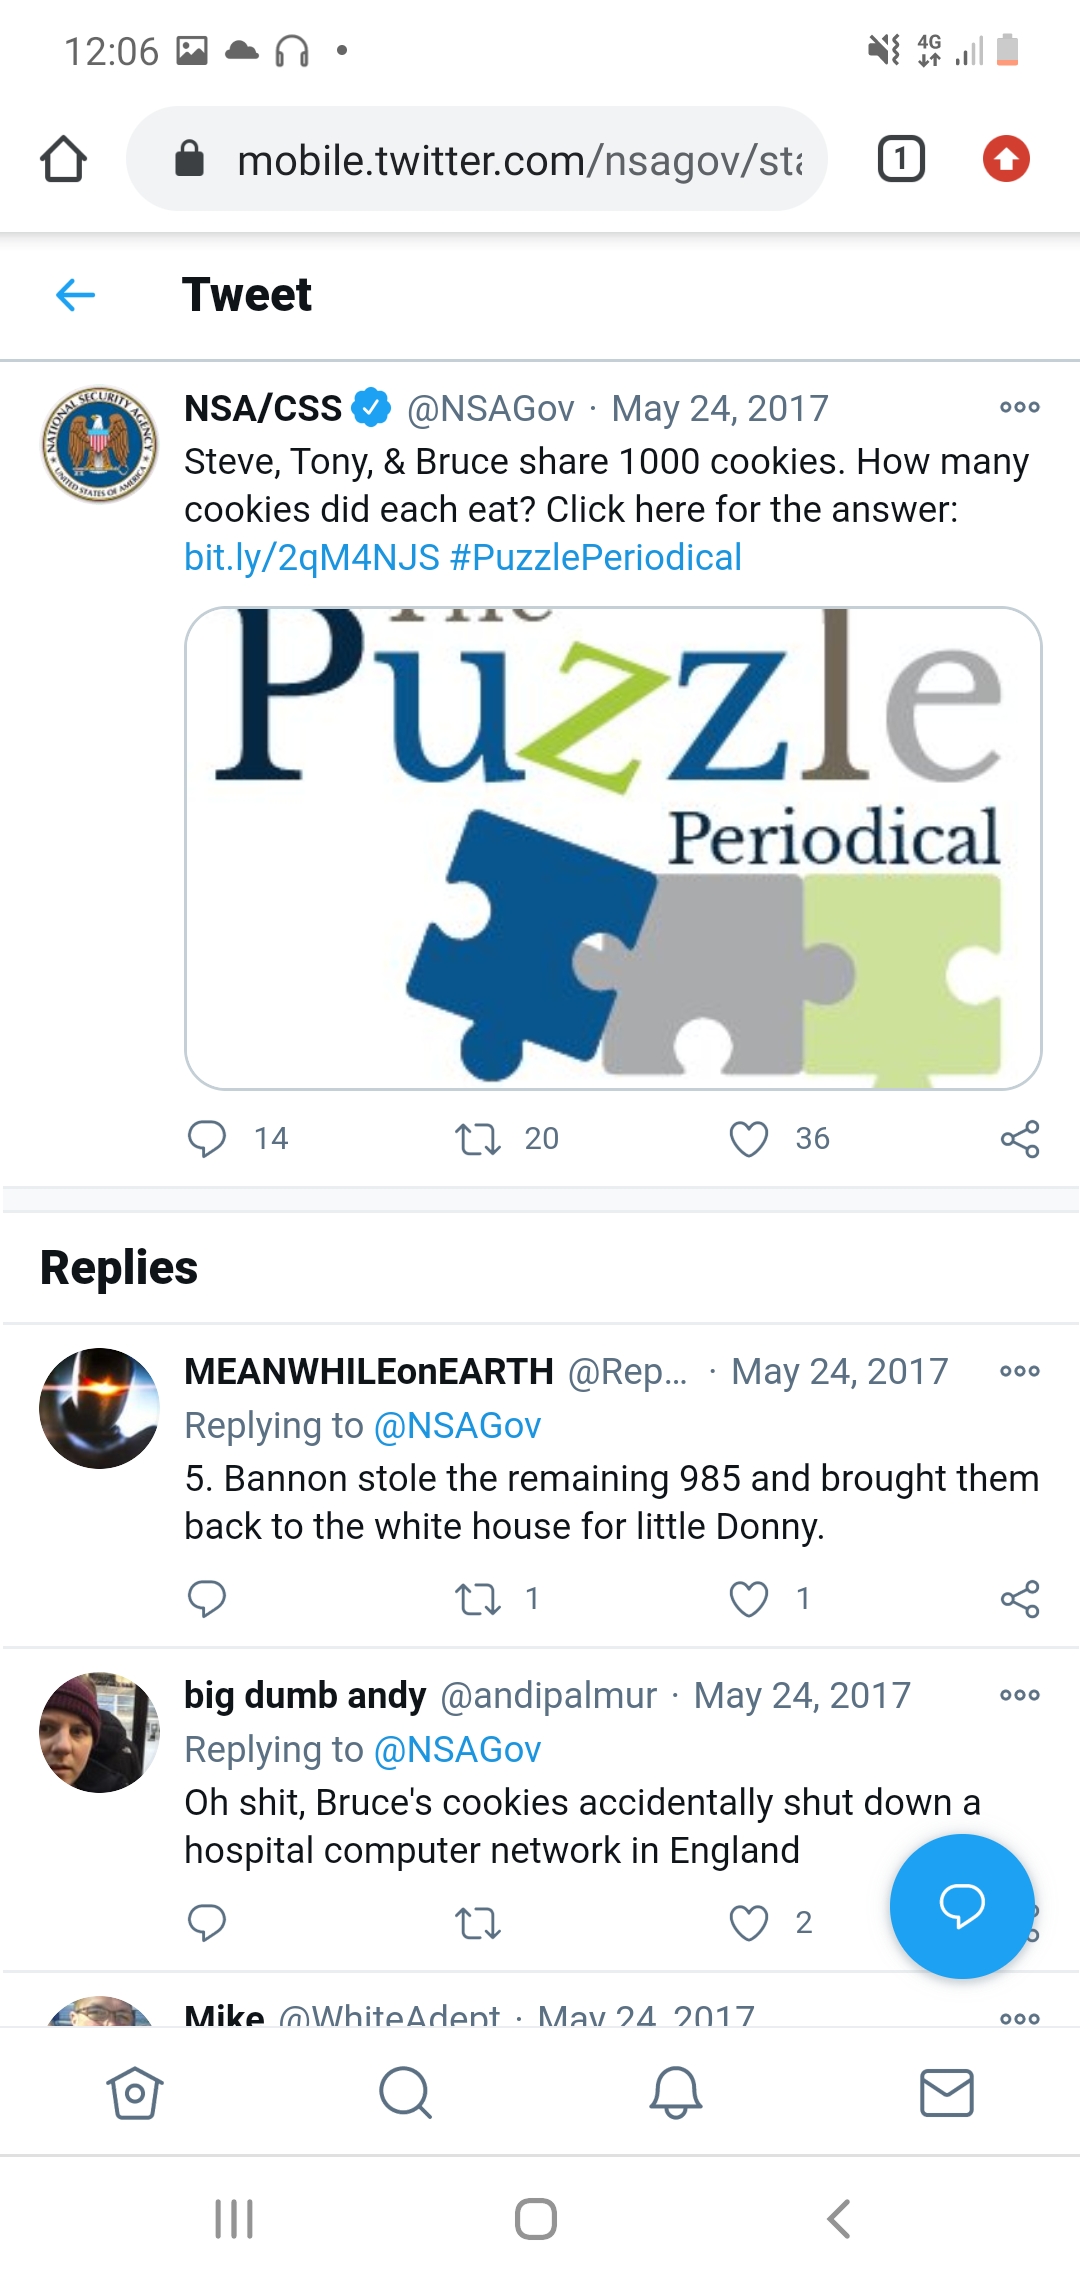 12:06
4G
mobile.twitter.com/nsagov/sta
1
Tweet
NSA/CSS @NSAGov · May 24, 2017
Steve, Tony, & Bruce share 1000 cookies. How many
cookies did each eat? Click here for the answer:
bit.ly/2qM4NJS #PuzzlePeriodical
The
Puzzle
Periodical
14 20 36
Replies
MEANWHILEonEARTH @Rep... · May 24, 2017
Replying to @NSAGov
5. Bannon stole the remaining 985 and brought them
back to the white house for little Donny.
1 1
big dumb andy @andipalmur · May 24, 2017
Replying to @NSAGov
Oh shit, Bruce's cookies accidentally shut down a
hospital computer network in England
2
Mike @WhiteAdept · May 24, 2017